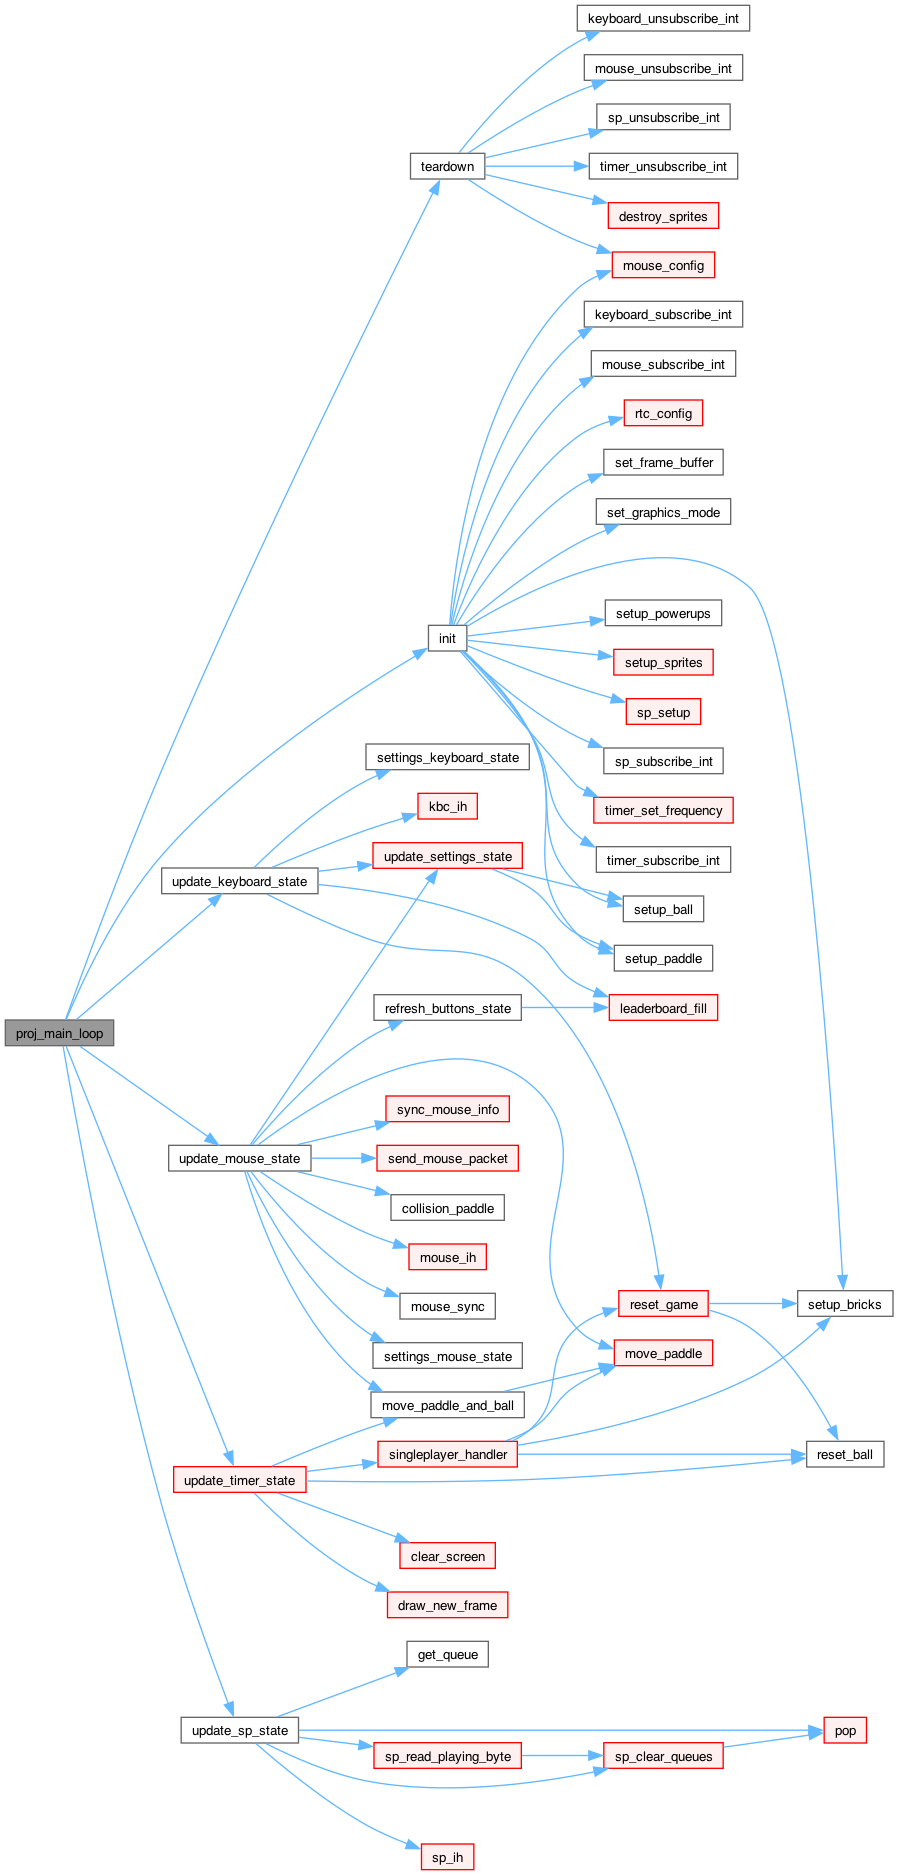 keyboard_unsubscribe_int
mouse_unsubscribe_int
sp_unsubscribe_int
teardown
timer_unsubscribe_int
destroy_sprites
mouse_config
keyboard_subscribe_int
mouse_subscribe_int
rtc_config
set_frame_buffer
set_graphics_mode
setup_powerups
init
setup_sprites
sp_setup
settings_keyboard_state
sp_subscribe_int
kbc_ih
timer_set_frequency
update_settings_state
timer_subscribe_int
update_keyboard_state
setup_ball
setup_paddle
refresh_buttons_state
leaderboard_fill
proj_main_loop
sync_mouse_info
update_mouse_state
send_mouse_packet
collision_paddle
mouse_ih
mouse_sync
reset_game
setup_bricks
settings_mouse_state
move_paddle
move_paddle_and_ball
singleplayer_handler
reset_ball
update_timer_state
clear_screen
draw_new_frame
get_queue
update_sp_state
pop
sp_read_playing_byte
sp_clear_queues
sp_ih